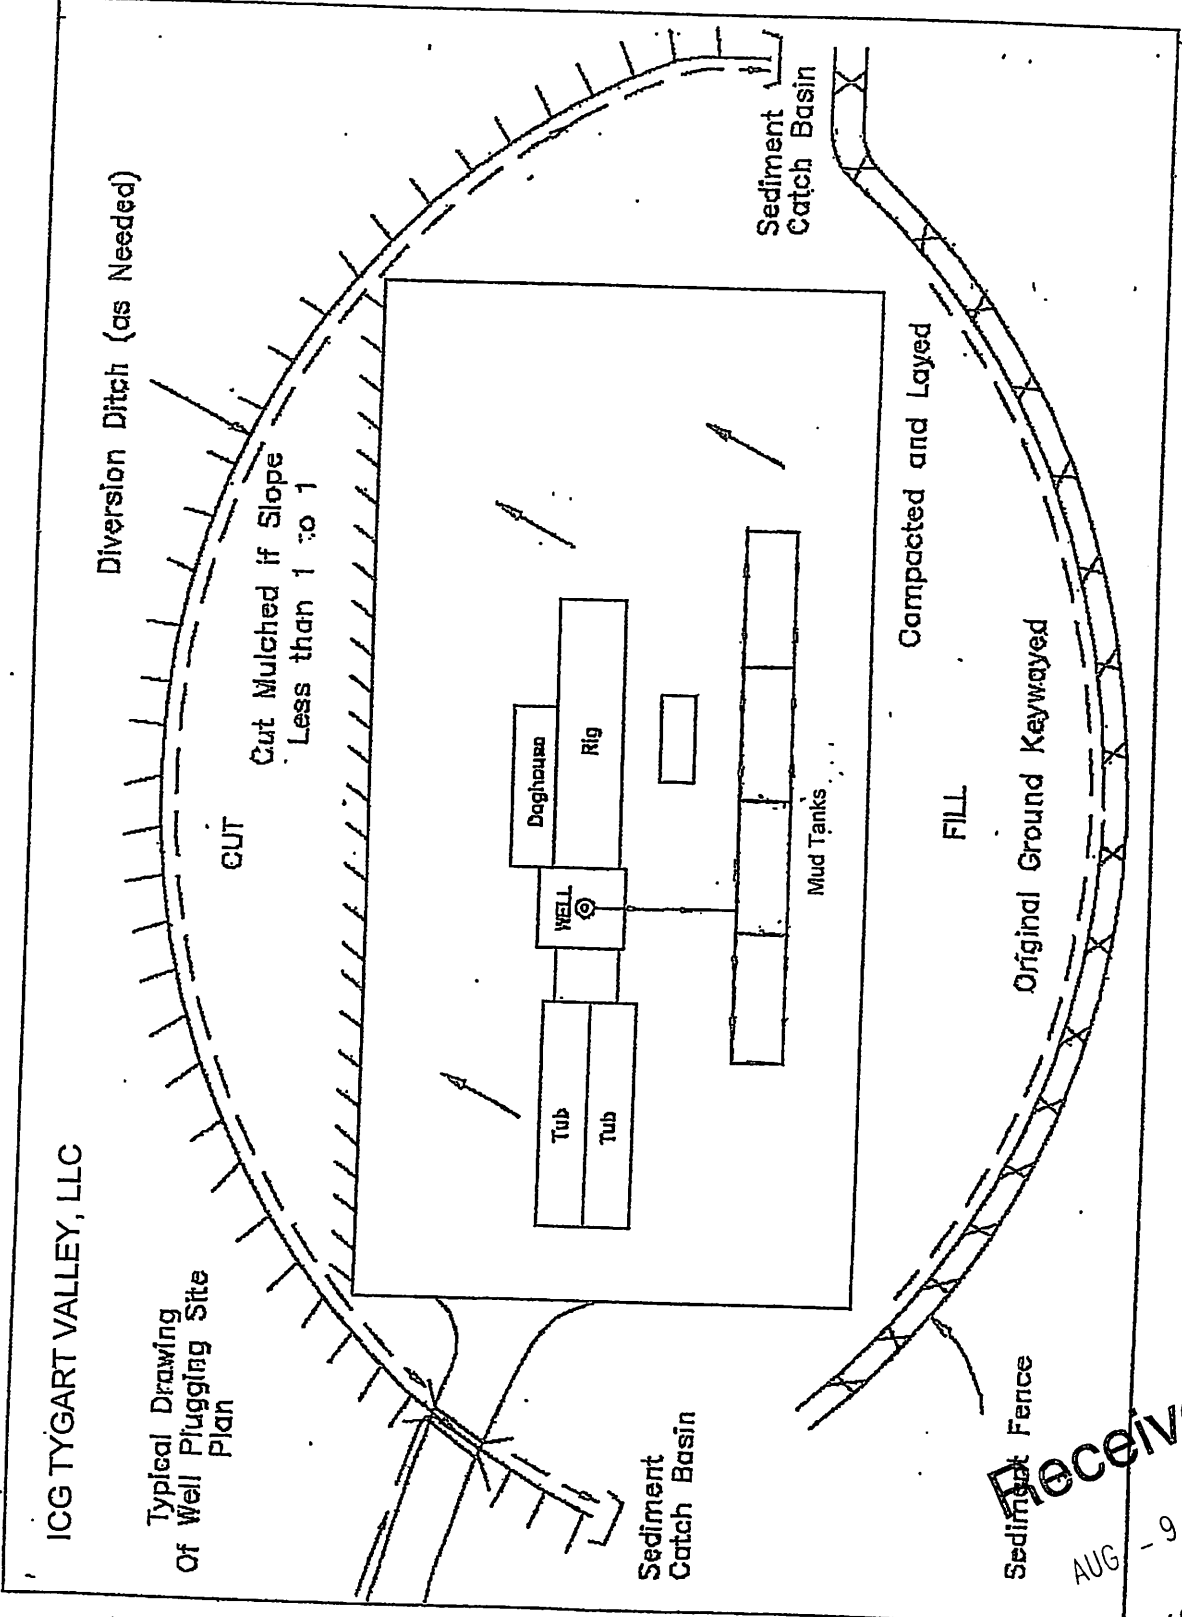 ICG TYGART VALLEY, LLC
Typical Drawing
Of Well Plugging Site
Plan
Diversion Ditch (as Needed)
CUT
Cut Mulched if Slope
Less than 1 to 1
Sediment
Catch Basin
Doghouse
Rig
WELL
Tub
Tub
Mud Tanks
Sediment
Catch Basin
Compacted and Layed
FILL
Original Ground Keywayed
Sediment Fence
Receiv
AUG - 9